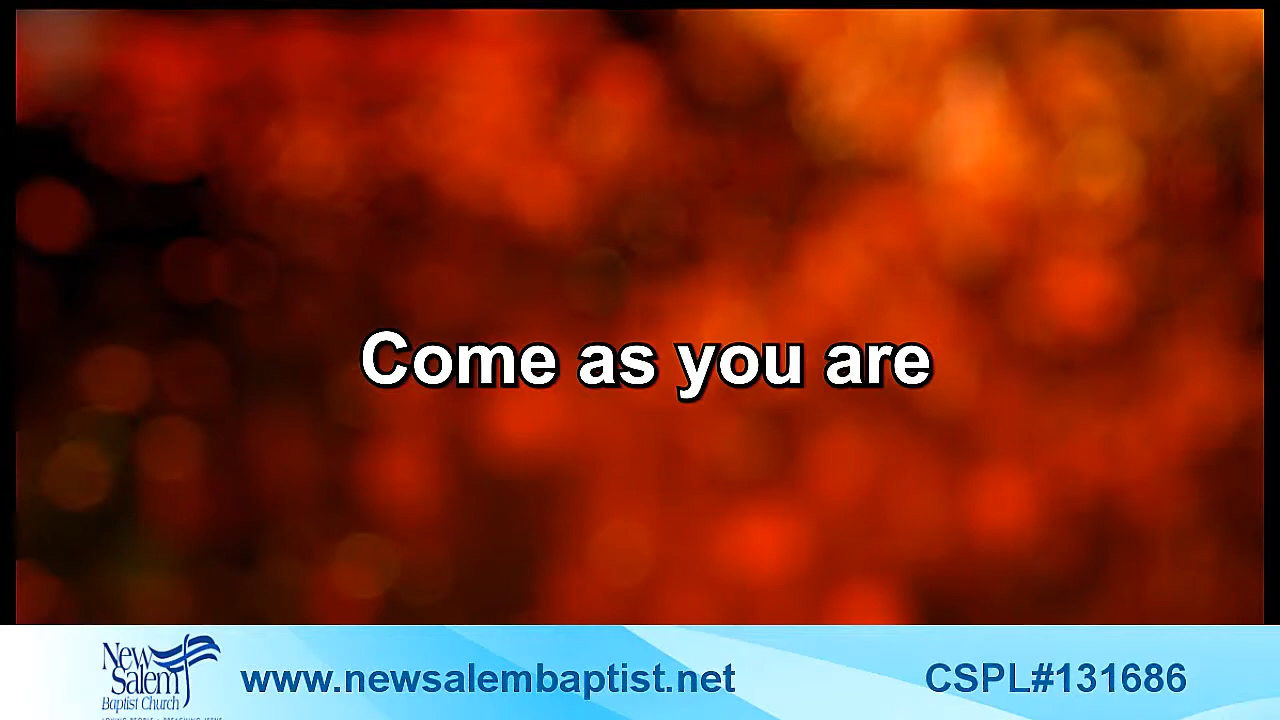 Come as you are
New
Salem
Baptist Church
www.newsalembaptist.net
CSPL#131686